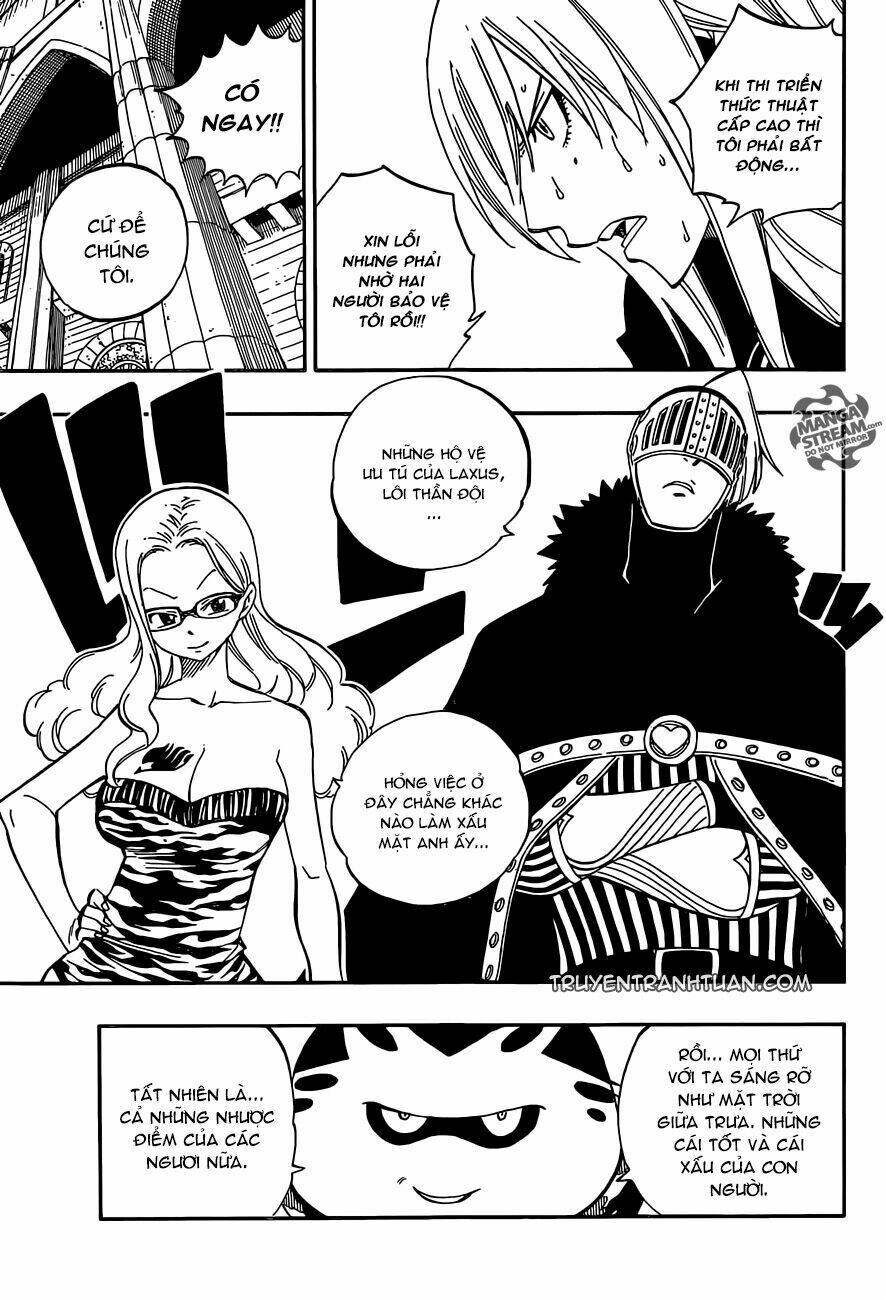 KHI THI TRIỂN
THỨC THUẬT
CẤP CAO THÌ
TÔI PHẢI BẤT
ĐỘNG...
XIN LỖI
NHƯNG PHẢI
NHỜ HAI
NGƯỜI BẢO VỆ
TÔI RỒI!!
CÓ
NGAY!!
CỨ ĐỂ
CHÚNG
TÔI.
MANGA
STREAM.com
DO NOT MIRROR
NHỮNG HỘ VỆ
ƯU TÚ CỦA LAXUS,
LÔI THẦN ĐỘI
...
HỎNG VIỆC Ở
ĐÂY CHẲNG KHÁC
NÀO LÀM XẤU
MẶT ANH ẤY...
TRUYENTRANHTUAN.COM
RỒI... MỌI THỨ
VỚI TA SÁNG RỠ
NHƯ MẶT TRỜI
GIỮA TRƯA. NHỮNG
CÁI TỐT VÀ CÁI
XẤU CỦA CON
NGƯỜI.
TẤT NHIÊN LÀ...
CẢ NHỮNG NHƯỢC
ĐIỂM CỦA CÁC
NGƯƠI NỮA.